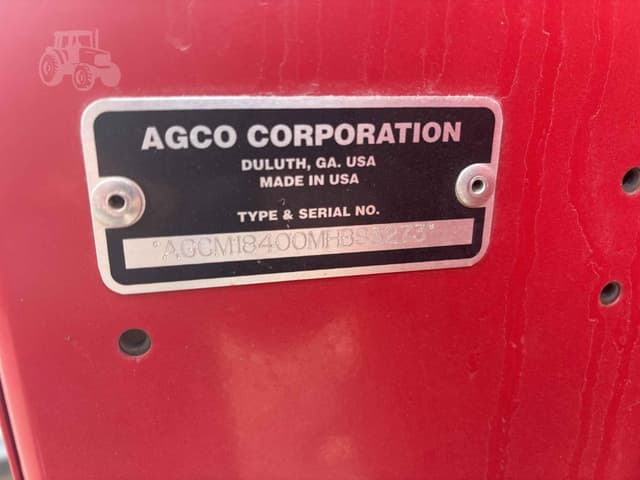 AGCO CORPORATION
DULUTH, GA. USA
MADE IN USA
TYPE & SERIAL NO.
*AGCM18400MHBS3273*